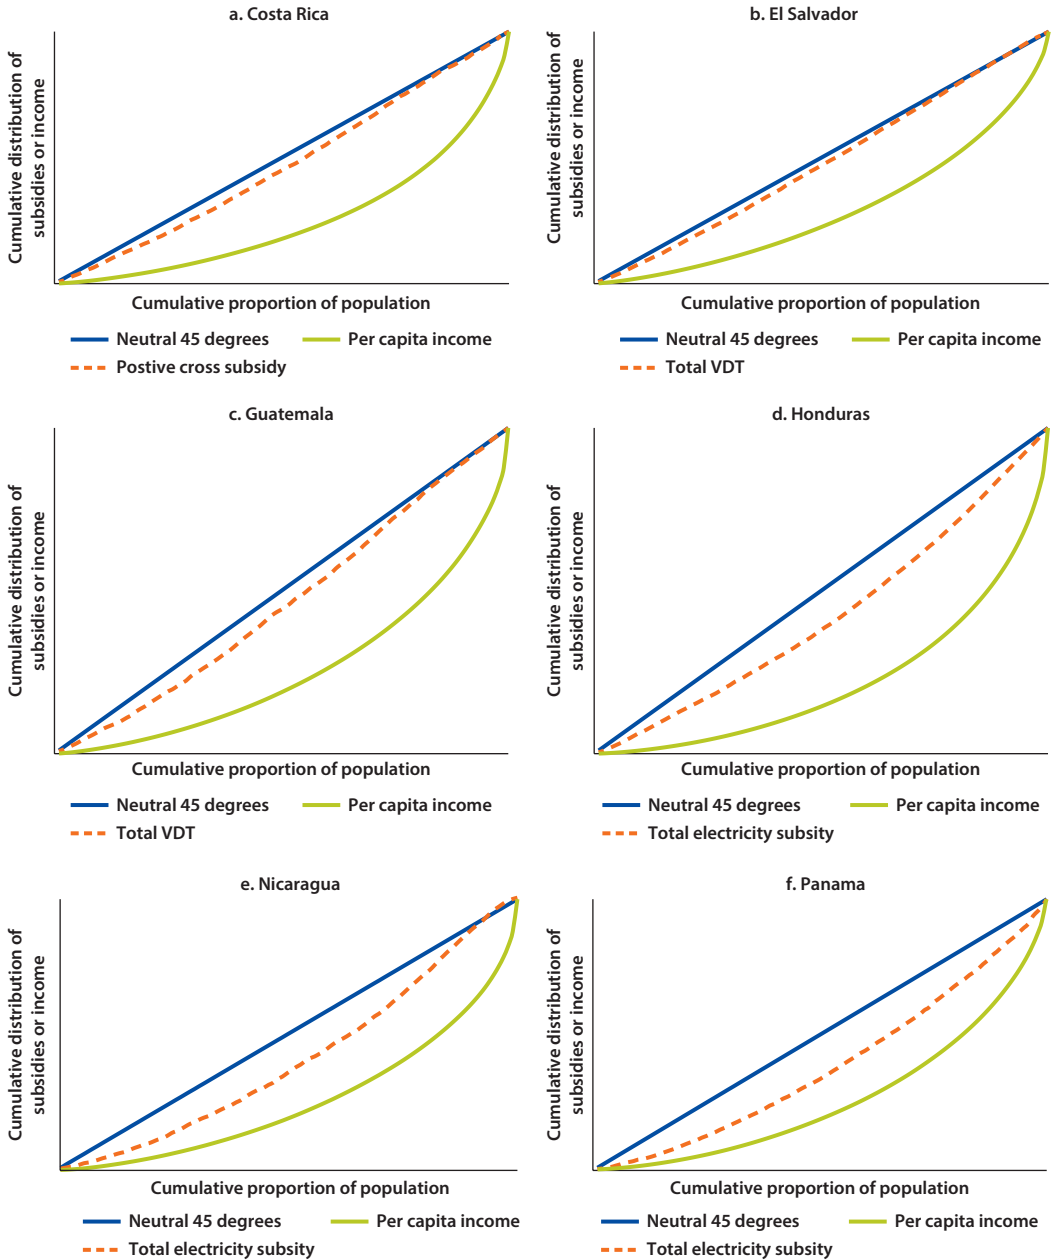 a. Costa Rica
Cumulative distribution of
subsidies or income
Cumulative proportion of population
Neutral 45 degrees
Per capita income
Postive cross subsidy
b. El Salvador
Cumulative distribution of
subsidies or income
Cumulative proportion of population
Neutral 45 degrees
Per capita income
Total VDT
c. Guatemala
Cumulative distribution of
subsidies or income
Cumulative proportion of population
Neutral 45 degrees
Per capita income
Total VDT
d. Honduras
Cumulative distribution of
subsidies or income
Cumulative proportion of population
Neutral 45 degrees
Per capita income
Total electricity subsity
e. Nicaragua
Cumulative distribution of
subsidies or income
Cumulative proportion of population
Neutral 45 degrees
Per capita income
Total electricity subsity
f. Panama
Cumulative distribution of
subsidies or income
Cumulative proportion of population
Neutral 45 degrees
Per capita income
Total electricity subsity